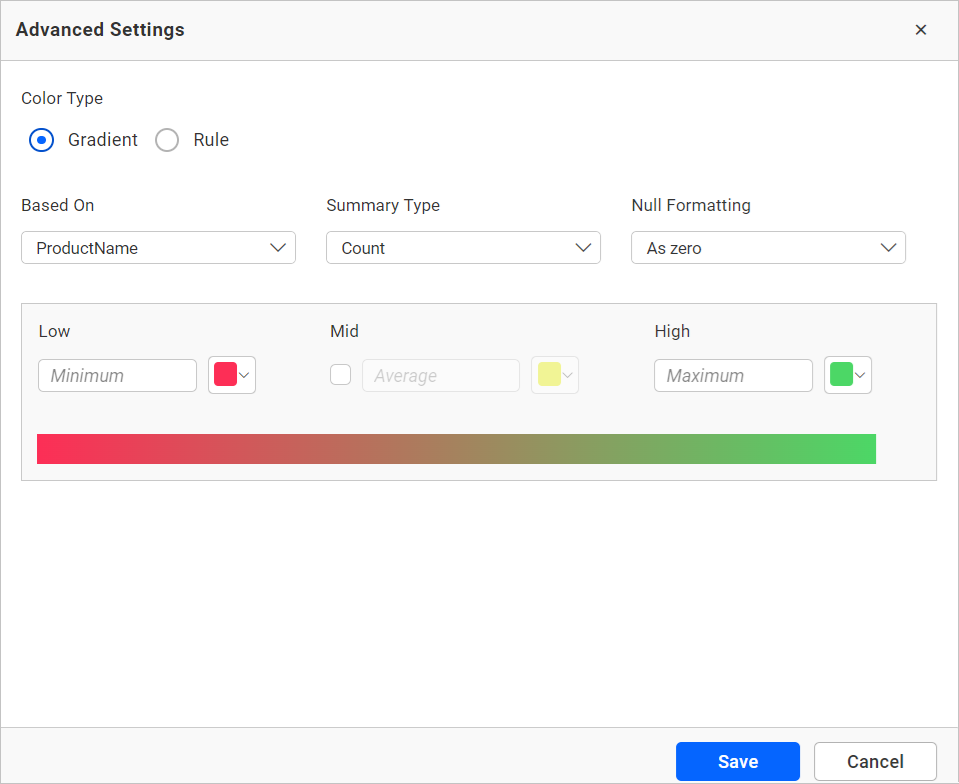 Advanced Settings ×
Color Type
Gradient Rule
Based On Summary Type Null Formatting
ProductName Count As zero
Low Mid High
Minimum Average Maximum
Save Cancel